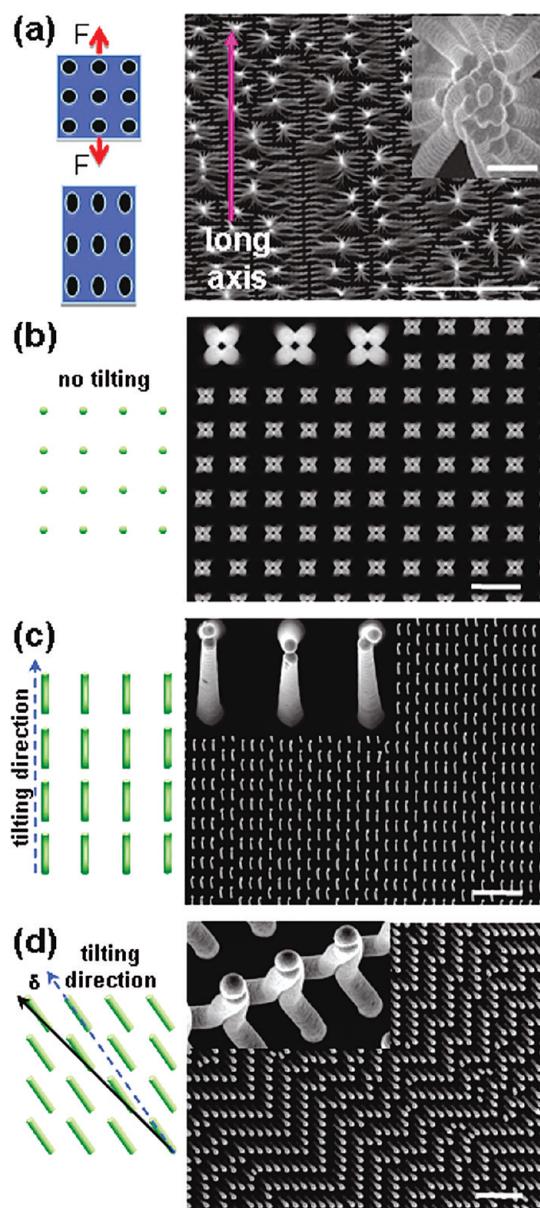 (a)
F
F
long
axis
(b)
no tilting
(c)
tilting direction
(d)
tilting
direction
δ